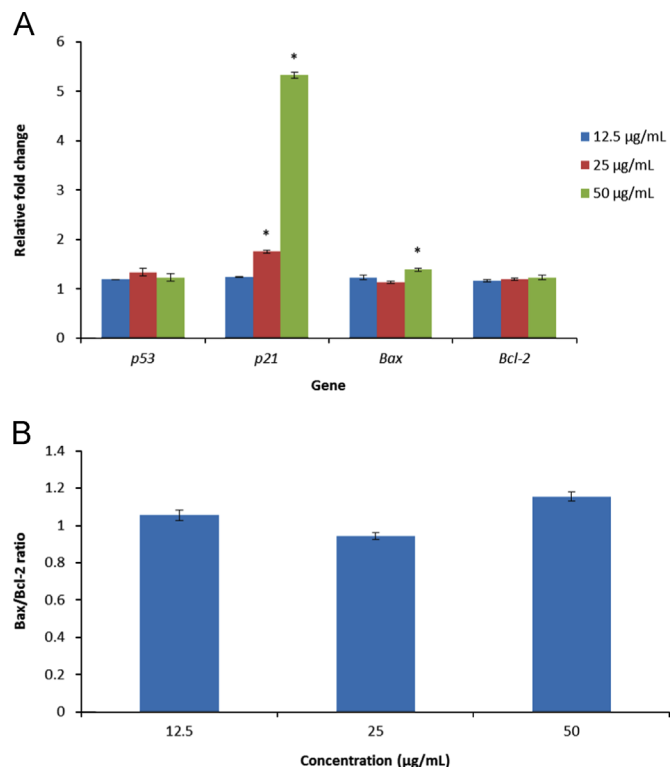 A
6
5
4
3
2
1
0
Relative fold change
*
*
*
12.5 µg/mL
25 µg/mL
50 µg/mL
p53 p21 Bax Bcl-2
Gene
B
1.4
1.2
1
0.8
0.6
0.4
0.2
0
Bax/Bcl-2 ratio
12.5 25 50
Concentration (µg/mL)